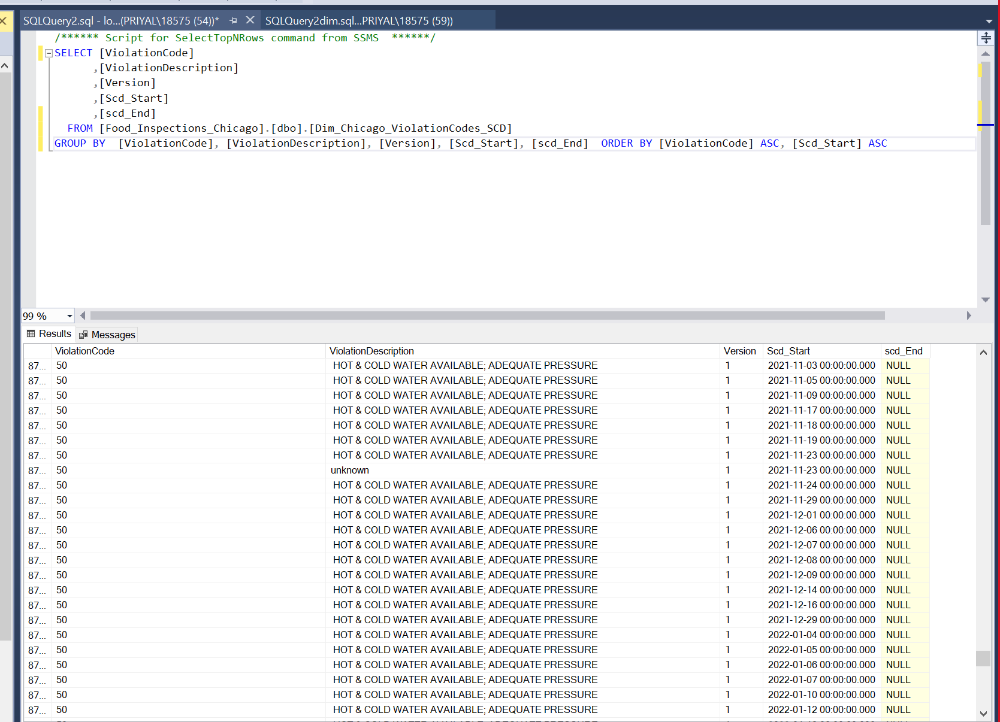 SQLQuery2.sql - lo...(PRIYAL\18575 (54))* SQLQuery2dim.sql...PRIYAL\18575 (59))
/****** Script for SelectTopNRows command from SSMS  ******/
SELECT [ViolationCode]
,[ViolationDescription]
,[Version]
,[Scd_Start]
,[scd_End]
FROM [Food_Inspections_Chicago].[dbo].[Dim_Chicago_ViolationCodes_SCD]
GROUP BY  [ViolationCode], [ViolationDescription], [Version], [Scd_Start], [scd_End]  ORDER BY [ViolationCode] ASC, [Scd_Start] ASC
99 %
Results Messages
ViolationCode ViolationDescription Version Scd_Start scd_End
87... 50 HOT & COLD WATER AVAILABLE; ADEQUATE PRESSURE 1 2021-11-03 00:00:00.000 NULL
87... 50 HOT & COLD WATER AVAILABLE; ADEQUATE PRESSURE 1 2021-11-05 00:00:00.000 NULL
87... 50 HOT & COLD WATER AVAILABLE; ADEQUATE PRESSURE 1 2021-11-09 00:00:00.000 NULL
87... 50 HOT & COLD WATER AVAILABLE; ADEQUATE PRESSURE 1 2021-11-17 00:00:00.000 NULL
87... 50 HOT & COLD WATER AVAILABLE; ADEQUATE PRESSURE 1 2021-11-18 00:00:00.000 NULL
87... 50 HOT & COLD WATER AVAILABLE; ADEQUATE PRESSURE 1 2021-11-19 00:00:00.000 NULL
87... 50 HOT & COLD WATER AVAILABLE; ADEQUATE PRESSURE 1 2021-11-23 00:00:00.000 NULL
87... 50 unknown 1 2021-11-23 00:00:00.000 NULL
87... 50 HOT & COLD WATER AVAILABLE; ADEQUATE PRESSURE 1 2021-11-24 00:00:00.000 NULL
87... 50 HOT & COLD WATER AVAILABLE; ADEQUATE PRESSURE 1 2021-11-29 00:00:00.000 NULL
87... 50 HOT & COLD WATER AVAILABLE; ADEQUATE PRESSURE 1 2021-12-01 00:00:00.000 NULL
87... 50 HOT & COLD WATER AVAILABLE; ADEQUATE PRESSURE 1 2021-12-06 00:00:00.000 NULL
87... 50 HOT & COLD WATER AVAILABLE; ADEQUATE PRESSURE 1 2021-12-07 00:00:00.000 NULL
87... 50 HOT & COLD WATER AVAILABLE; ADEQUATE PRESSURE 1 2021-12-08 00:00:00.000 NULL
87... 50 HOT & COLD WATER AVAILABLE; ADEQUATE PRESSURE 1 2021-12-09 00:00:00.000 NULL
87... 50 HOT & COLD WATER AVAILABLE; ADEQUATE PRESSURE 1 2021-12-14 00:00:00.000 NULL
87... 50 HOT & COLD WATER AVAILABLE; ADEQUATE PRESSURE 1 2021-12-16 00:00:00.000 NULL
87... 50 HOT & COLD WATER AVAILABLE; ADEQUATE PRESSURE 1 2021-12-29 00:00:00.000 NULL
87... 50 HOT & COLD WATER AVAILABLE; ADEQUATE PRESSURE 1 2022-01-04 00:00:00.000 NULL
87... 50 HOT & COLD WATER AVAILABLE; ADEQUATE PRESSURE 1 2022-01-05 00:00:00.000 NULL
87... 50 HOT & COLD WATER AVAILABLE; ADEQUATE PRESSURE 1 2022-01-06 00:00:00.000 NULL
87... 50 HOT & COLD WATER AVAILABLE; ADEQUATE PRESSURE 1 2022-01-07 00:00:00.000 NULL
87... 50 HOT & COLD WATER AVAILABLE; ADEQUATE PRESSURE 1 2022-01-10 00:00:00.000 NULL
87... 50 HOT & COLD WATER AVAILABLE; ADEQUATE PRESSURE 1 2022-01-12 00:00:00.000 NULL